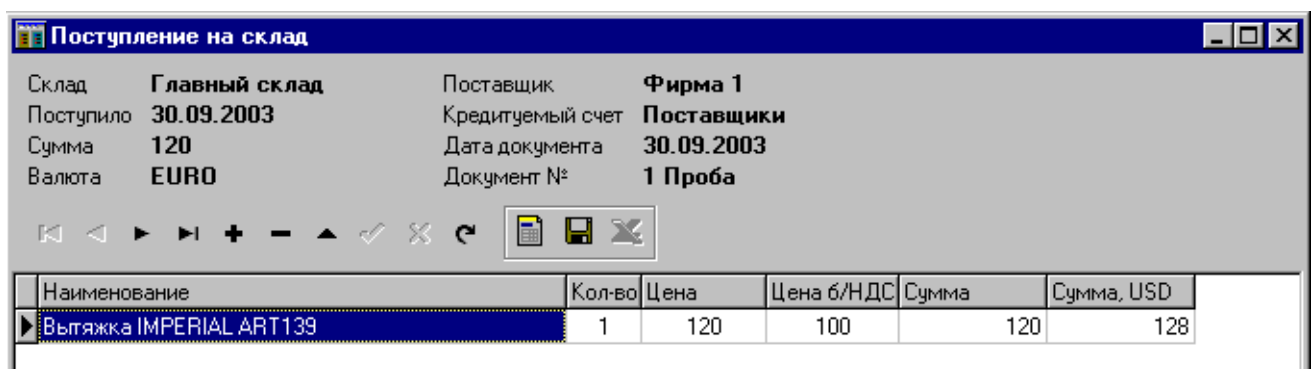 Поступление на склад
Склад Главный склад Поставщик Фирма 1
Поступило 30.09.2003 Кредитуемый счет Поставщики
Сумма 120 Дата документа 30.09.2003
Валюта EURO Документ № 1 Проба
Наименование Кол-во Цена Цена б/НДС Сумма Сумма, USD
Вытяжка IMPERIAL ART139 1 120 100 120 128